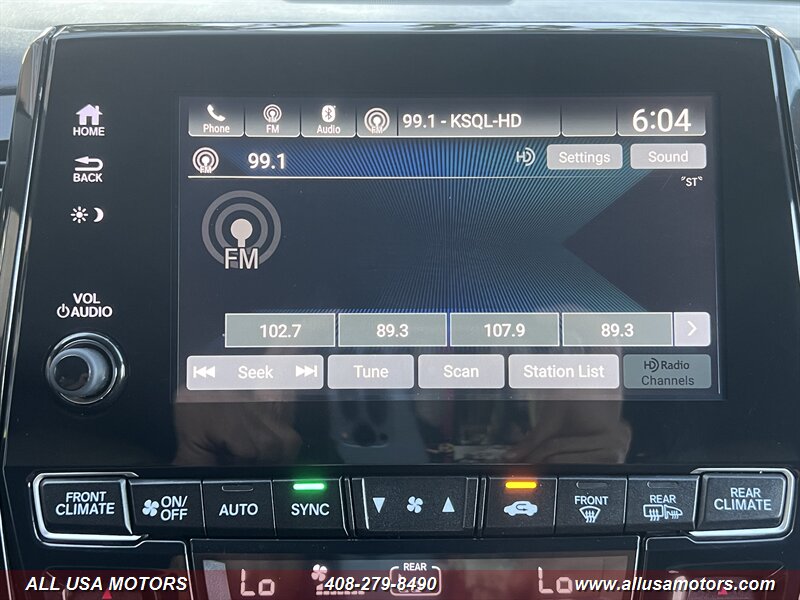 HOME
BACK
VOL
AUDIO
Phone FM Audio FM 99.1 - KSQL-HD 6:04
FM 99.1 HD Settings Sound
"ST"
FM
102.7 89.3 107.9 89.3
Seek Tune Scan Station List HD Radio
Channels
FRONT
CLIMATE
ON/
OFF
AUTO
SYNC
FRONT
REAR
REAR
CLIMATE
Lo REAR Lo
ALL USA MOTORS 408-279-8490 www.allusamotors.com